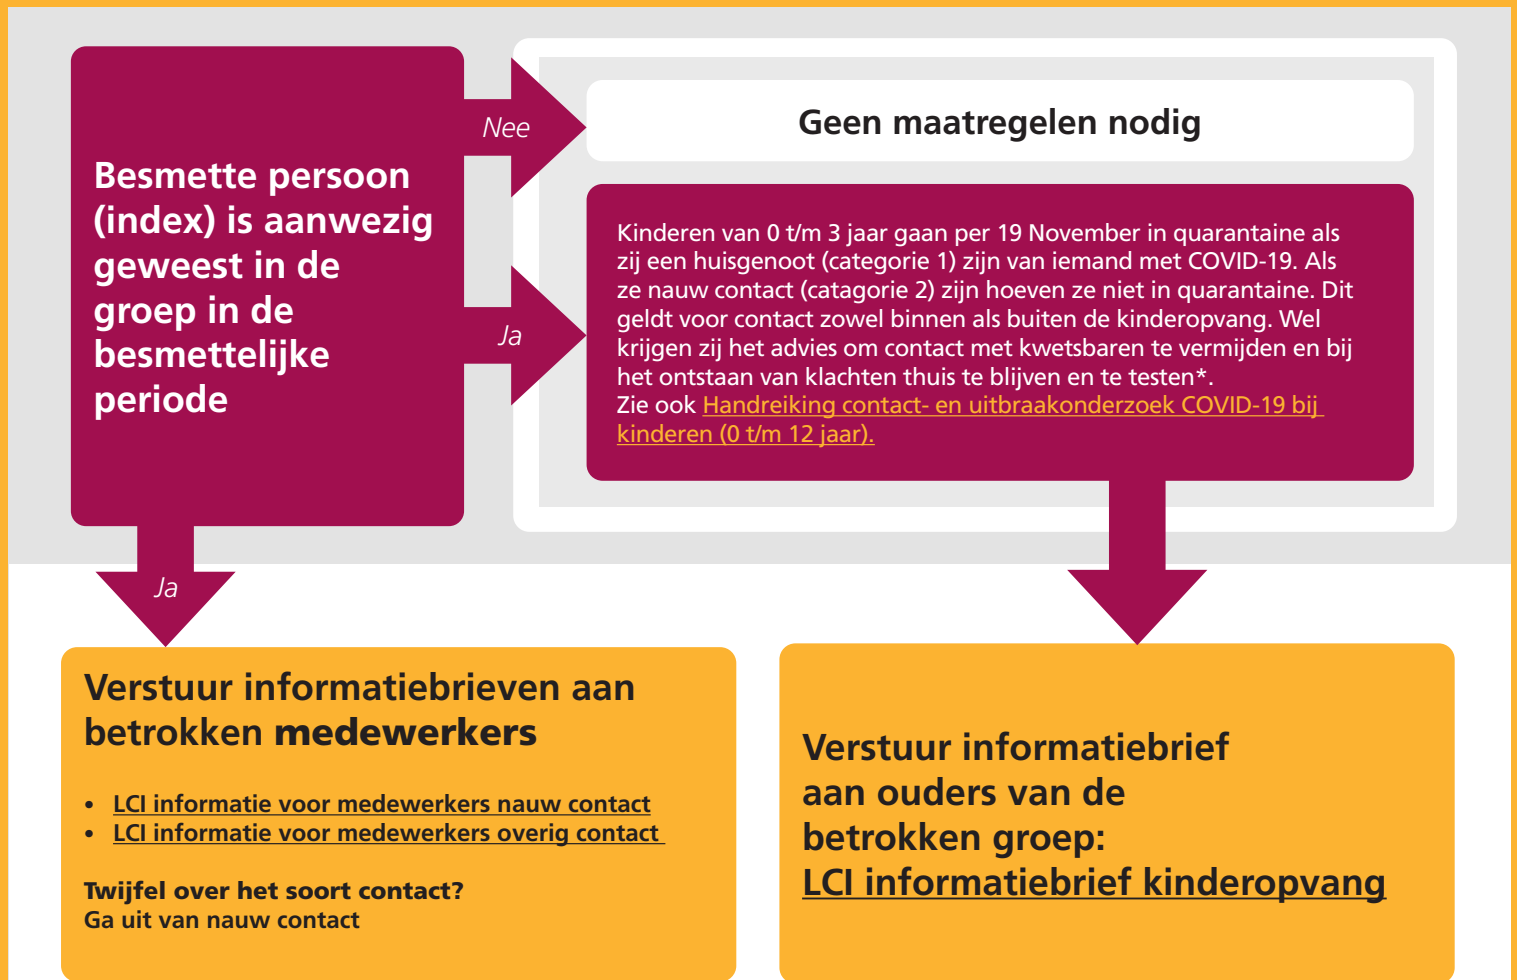 Besmette persoon
(index) is aanwezig
geweest in de
groep in de
besmettelijke
periode
Nee
Geen maatregelen nodig
Ja
Kinderen van 0 t/m 3 jaar gaan per 19 November in quarantaine als
zij een huisgenoot (categorie 1) zijn van iemand met COVID-19. Als
ze nauw contact (catagorie 2) zijn hoeven ze niet in quarantaine. Dit
geldt voor contact zowel binnen als buiten de kinderopvang. Wel
krijgen zij het advies om contact met kwetsbaren te vermijden en bij
het ontstaan van klachten thuis te blijven en te testen*.
Zie ook Handreiking contact- en uitbraakonderzoek COVID-19 bij
kinderen (0 t/m 12 jaar).
Ja
Verstuur informatiebrieven aan
betrokken medewerkers
• LCI informatie voor medewerkers nauw contact
• LCI informatie voor medewerkers overig contact
Twijfel over het soort contact?
Ga uit van nauw contact
Verstuur informatiebrief
aan ouders van de
betrokken groep:
LCI informatiebrief kinderopvang